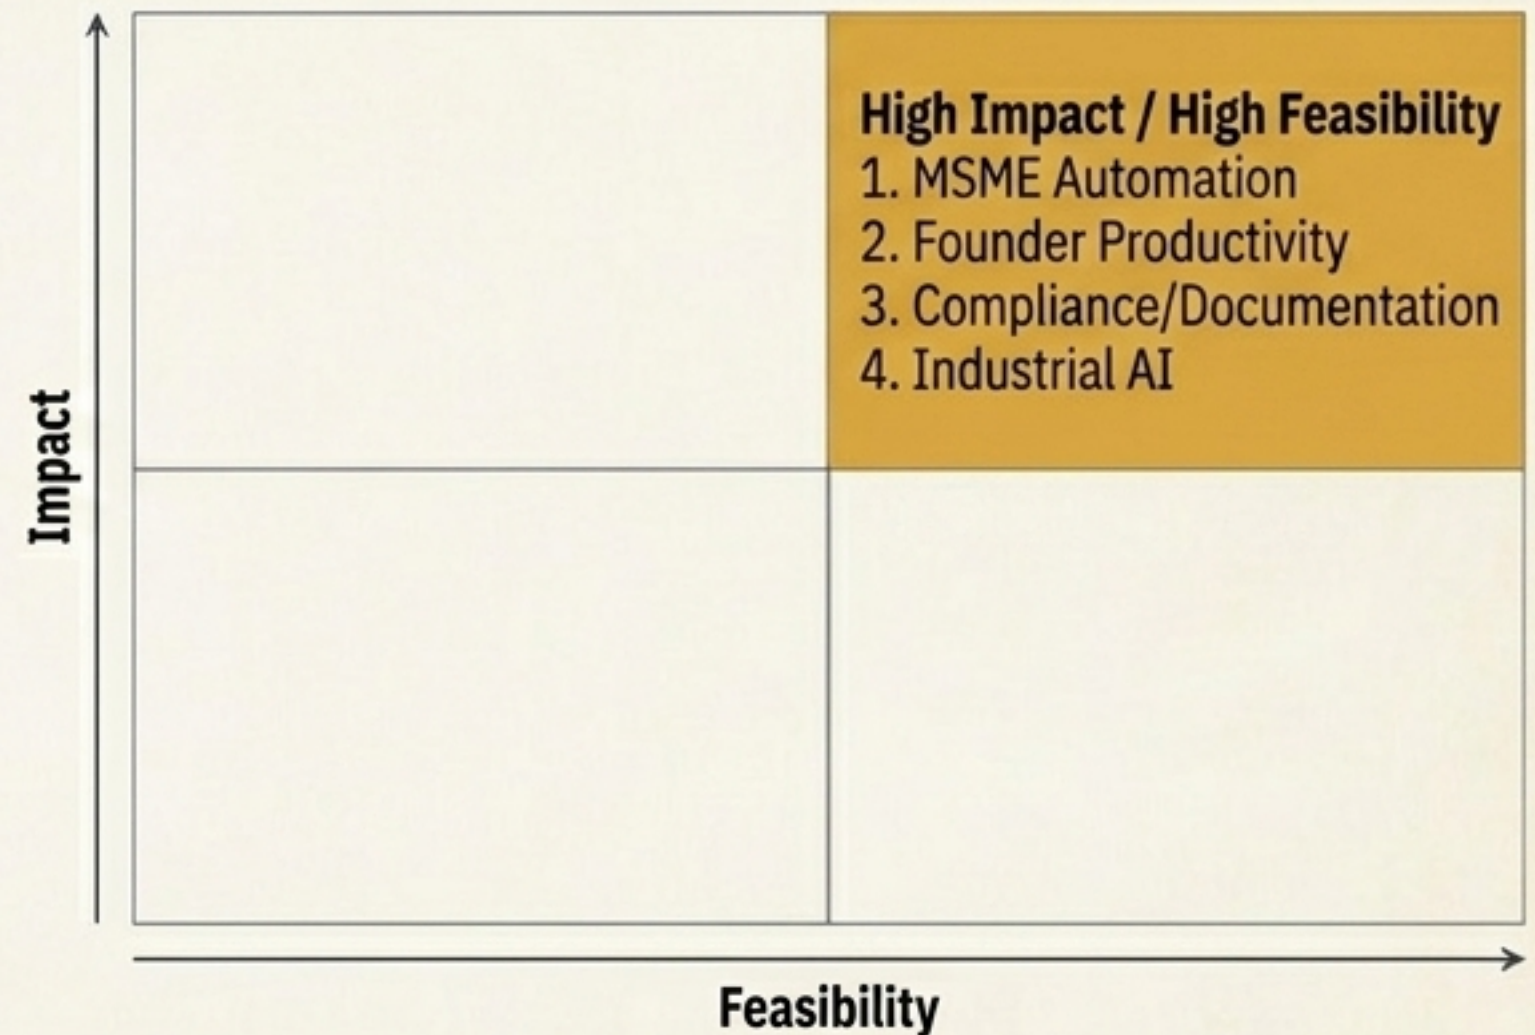 High Impact / High Feasibility
1. MSME Automation
2. Founder Productivity
3. Compliance/Documentation
4. Industrial AI
Impact
Feasibility